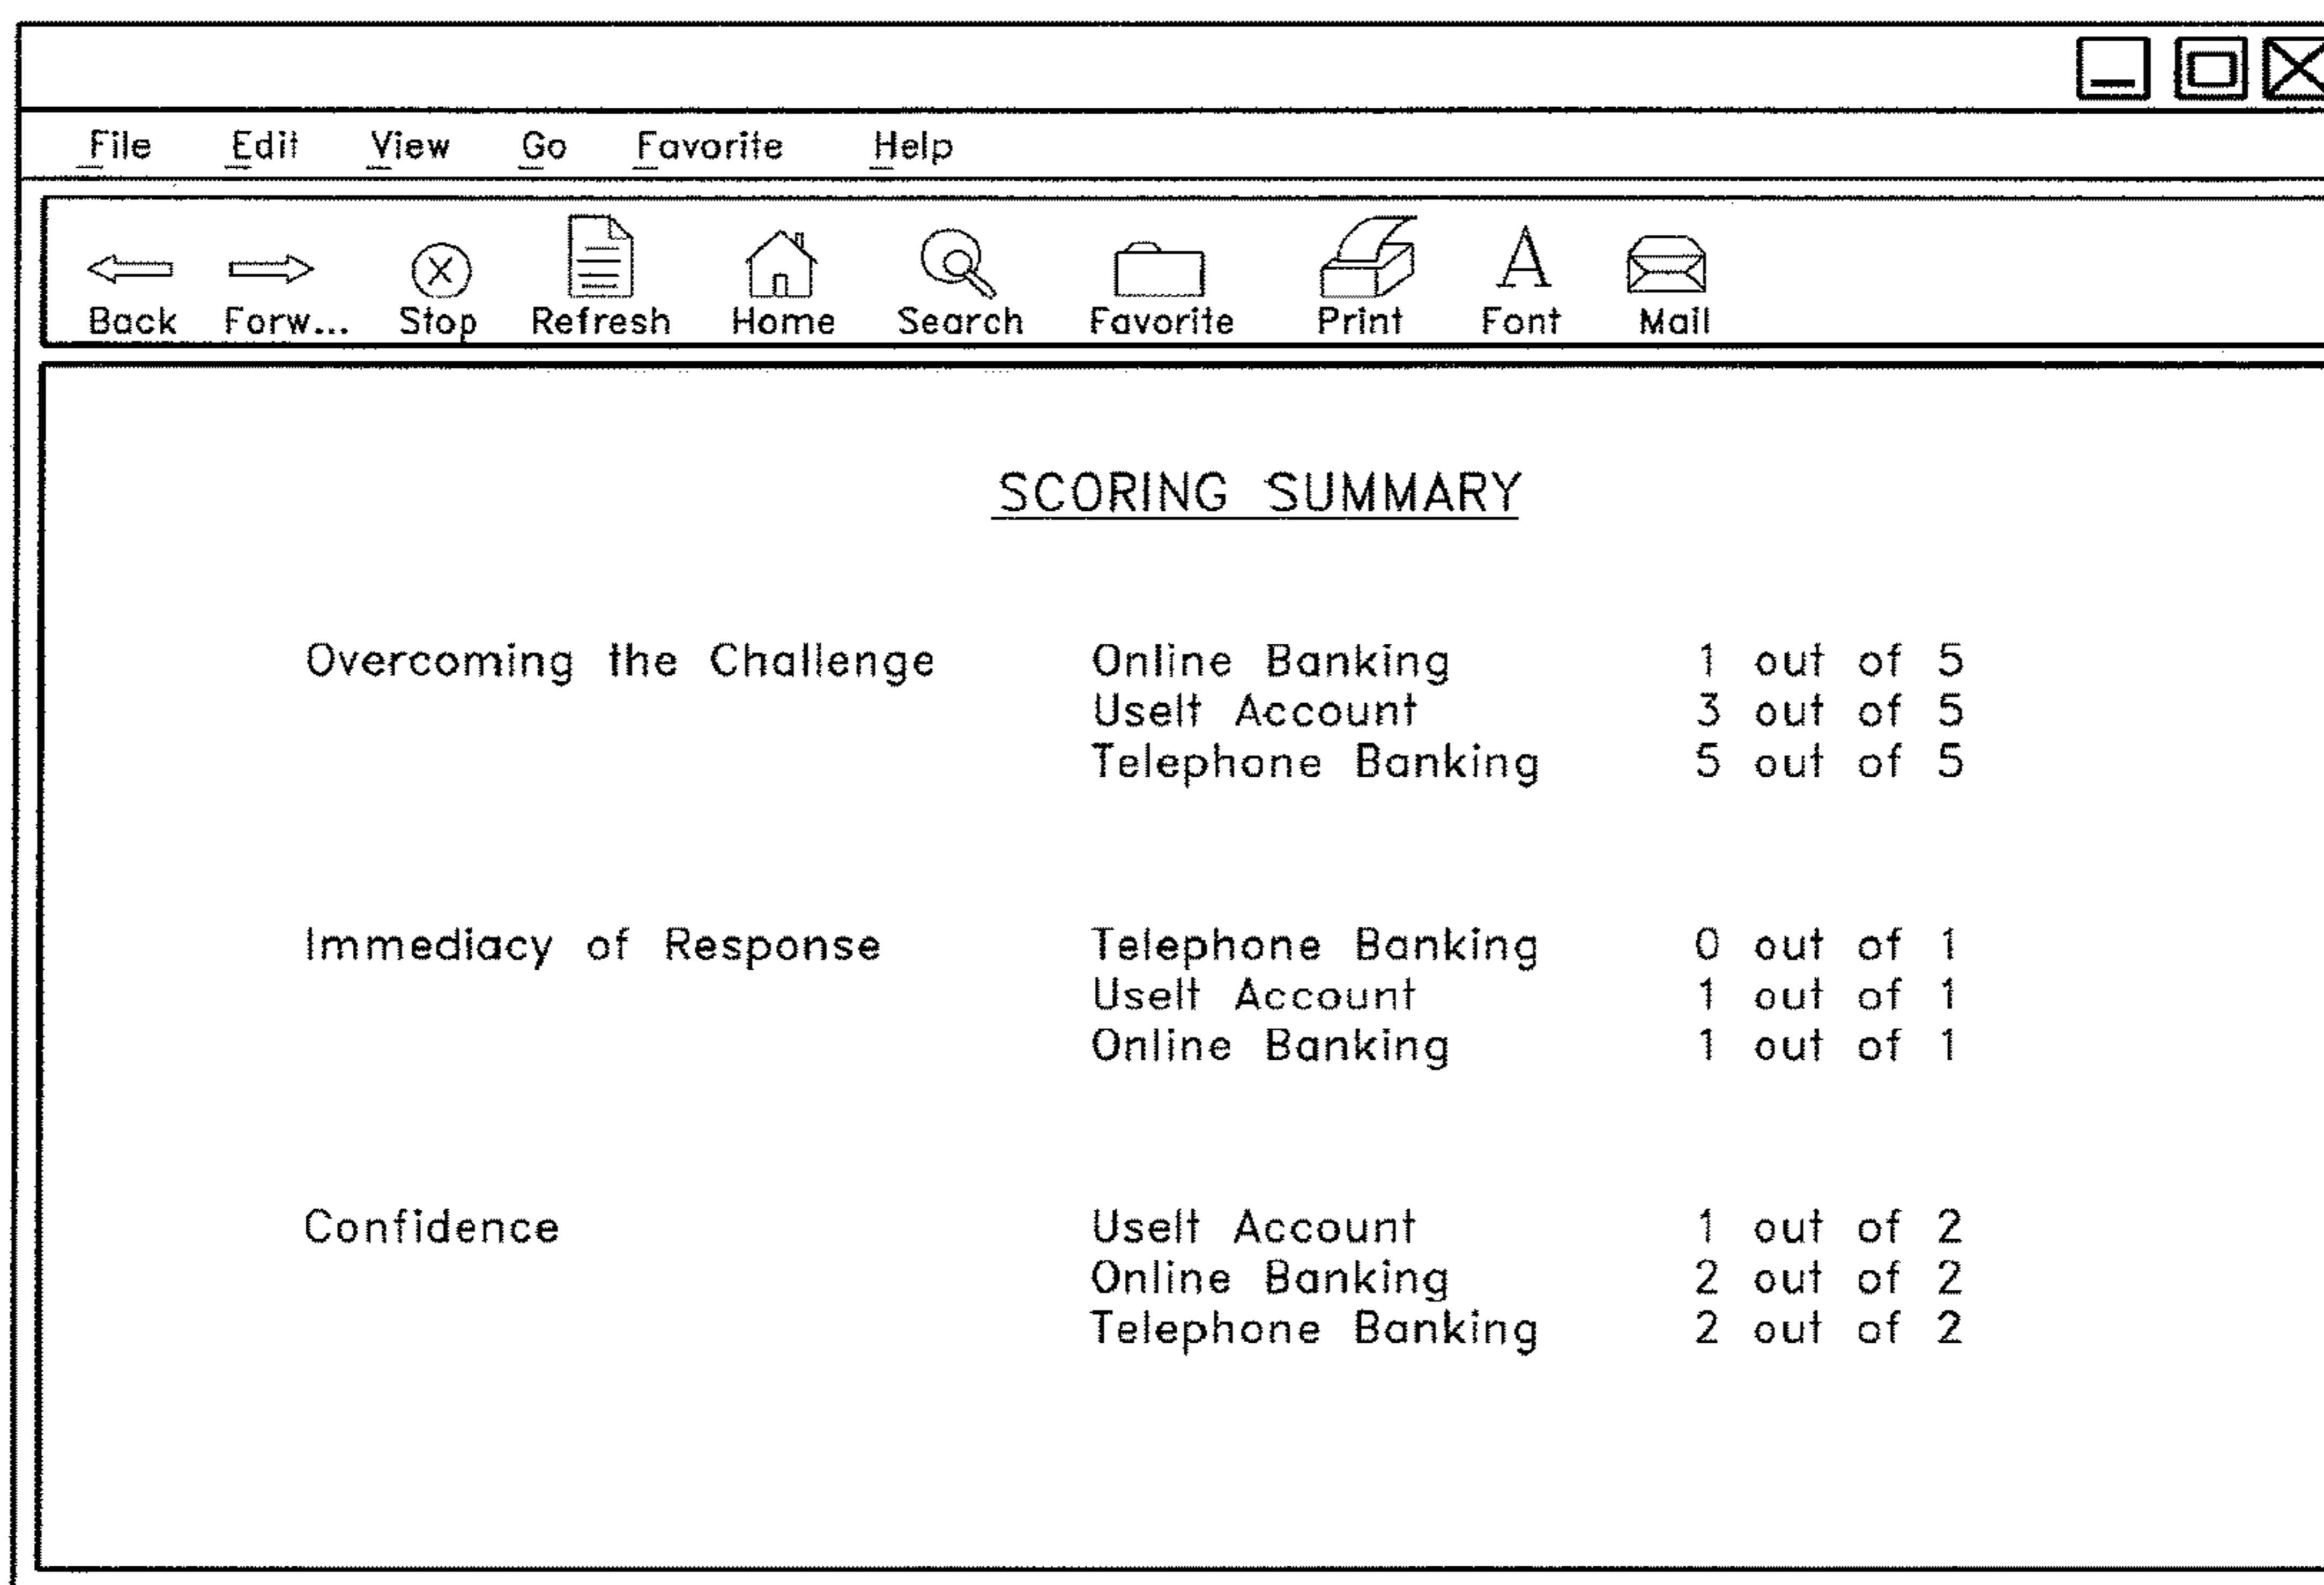 File Edit View Go Favorite Help
Back Forw... Stop Refresh Home Search Favorite Print Font Mail
SCORING SUMMARY
Overcoming the Challenge Online Banking 1 out of 5
UseIt Account 3 out of 5
Telephone Banking 5 out of 5
Immediacy of Response Telephone Banking 0 out of 1
UseIt Account 1 out of 1
Online Banking 1 out of 1
Confidence UseIt Account 1 out of 2
Online Banking 2 out of 2
Telephone Banking 2 out of 2